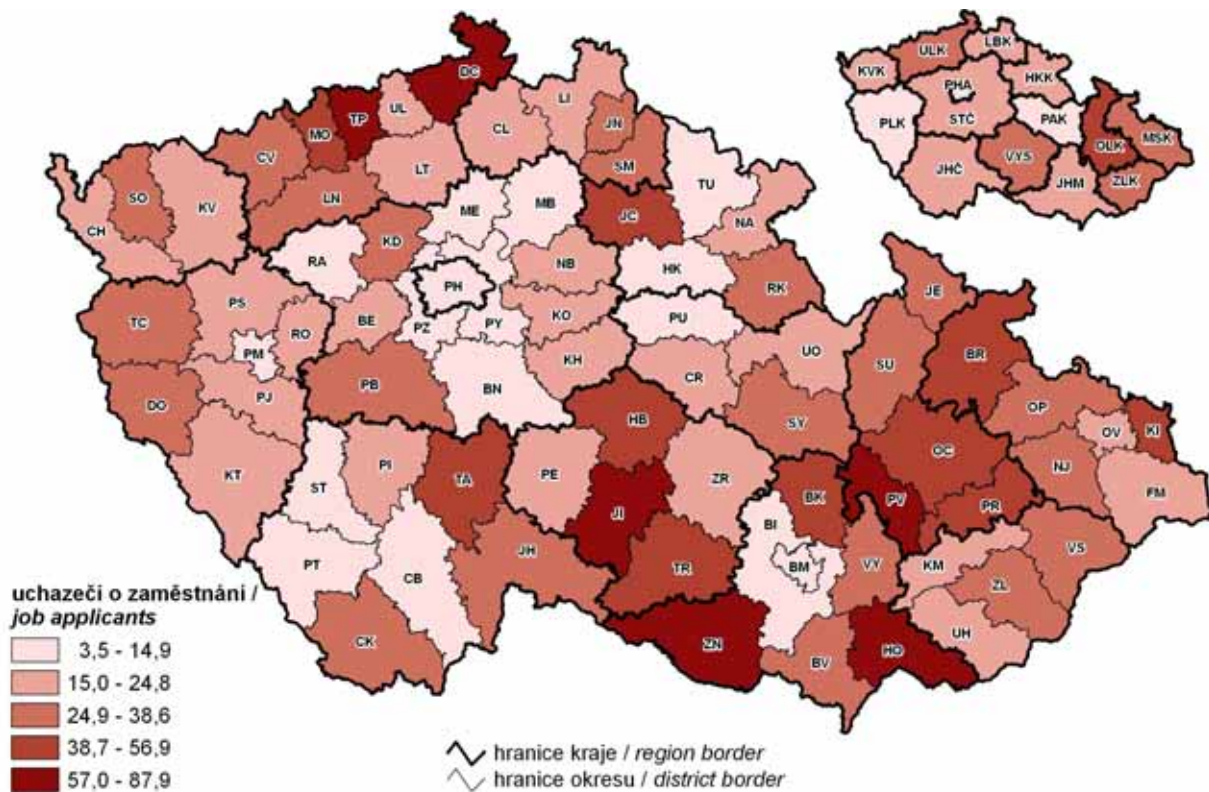 DC
LI
UL
TP
MO
JN
CL
CV
SM
LT
SO
KV
LN
TU
ME
MB
JC
NA
CH
KD
RA
NB
HK
PH
RK
JE
PS
TC
RO
BE
PZ
PY
KO
PU
UO
SU
BR
PM
KH
PB
BN
CR
DO
PJ
HB
SY
OP
OV
KI
OC
KT
PI
TA
PE
ZR
NJ
ST
FM
JI
BK
PV
PR
BI
PT
CB
JH
TR
BM
VY
KM
VS
ZL
CK
ZN
BV
HO
UH
ULK
LBK
KVK
HKK
PHA
PLK
STČ
PAK
OLK
MSK
VYS
JHČ
JHM
ZLK
uchazeči o zaměstnání /
job applicants
3,5 - 14,9
15,0 - 24,8
24,9 - 38,6
38,7 - 56,9
57,0 - 87,9
hranice kraje / region border
hranice okresu / district border